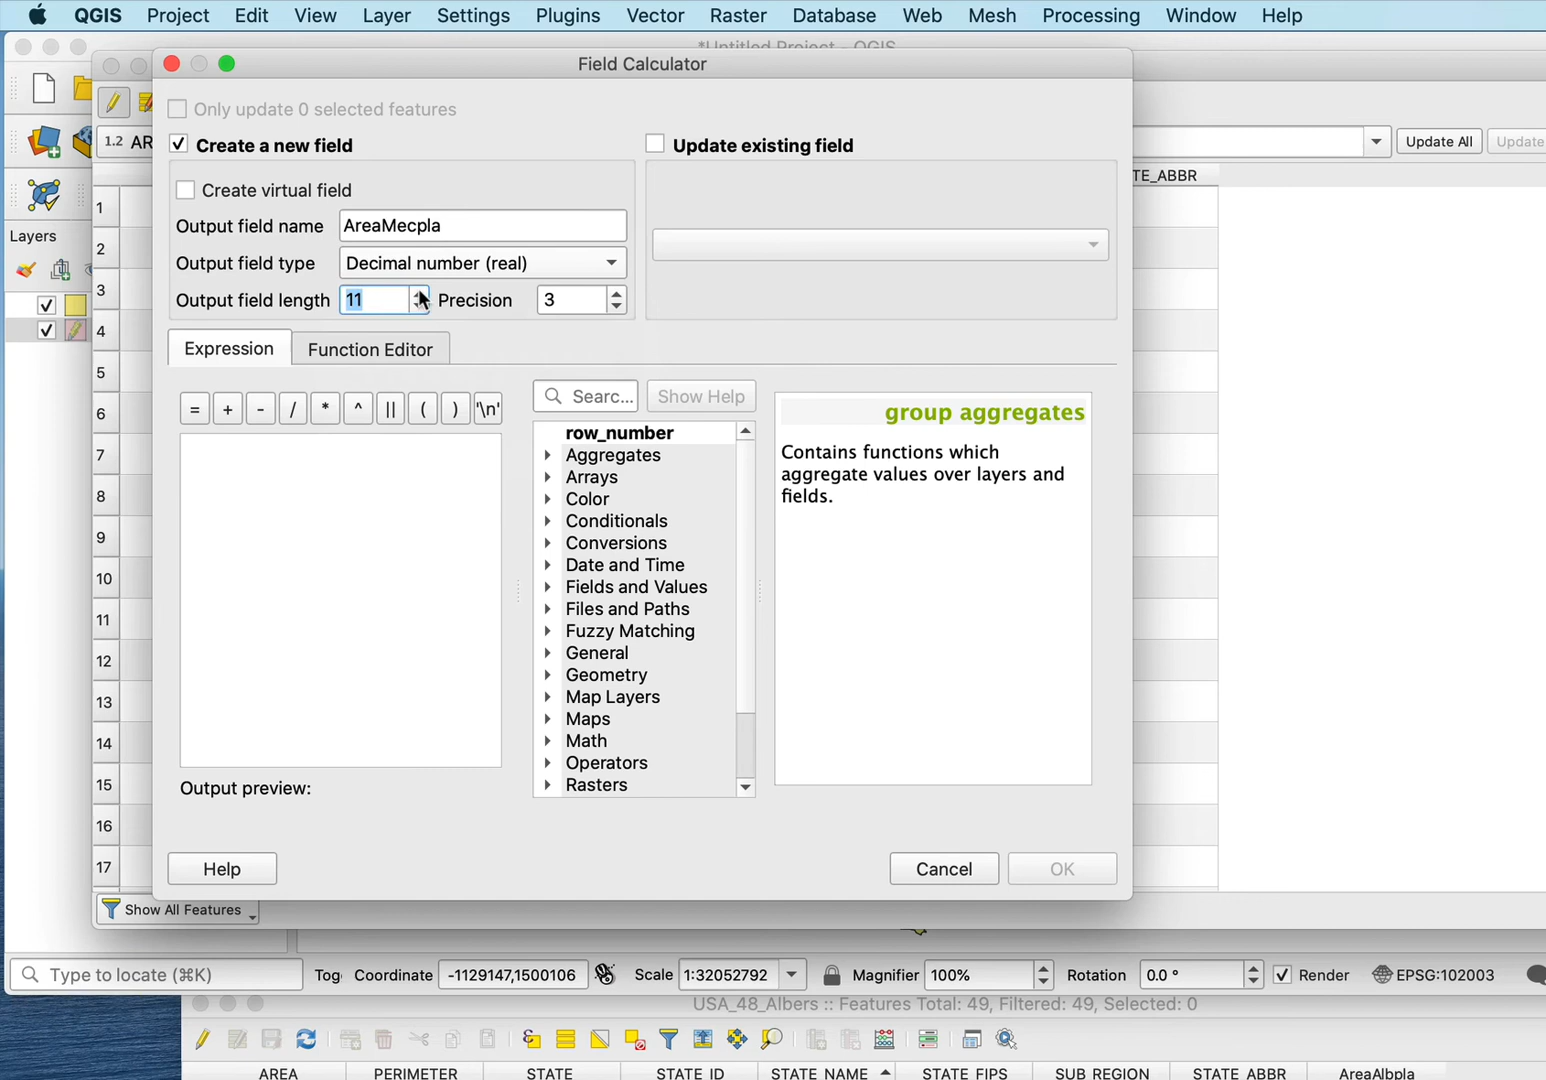 QGIS Project Edit View Layer Settings Plugins Vector Raster Database Web Mesh Processing Window Help
*Untitled Project - QGIS
Field Calculator
Only update 0 selected features
1.2 AR
Create a new field
Update existing field
Update All
Update
TE_ABBR
Create virtual field
Output field name AreaMecpla
Output field type Decimal number (real)
Output field length 11 Precision 3
Layers
Expression Function Editor
= + - / * ^ || ( ) '\n'
Searc...
Show Help
row_number
Aggregates
Arrays
Color
Conditionals
Conversions
Date and Time
Fields and Values
Files and Paths
Fuzzy Matching
General
Geometry
Map Layers
Maps
Math
Operators
Rasters
group aggregates
Contains functions which
aggregate values over layers and
fields.
Output preview:
Help
Cancel
OK
1
2
3
4
5
6
7
8
9
10
11
12
13
14
15
16
17
Show All Features
Type to locate (⌘K) Tog Coordinate -1129147,1500106 Scale 1:32052792 Magnifier 100% Rotation 0.0 ° Render EPSG:102003
USA_48_Albers :: Features Total: 49, Filtered: 49, Selected: 0
AREA PERIMETER STATE STATE ID STATE NAME STATE FIPS SUB REGION STATE ABBR AreaAlbpla